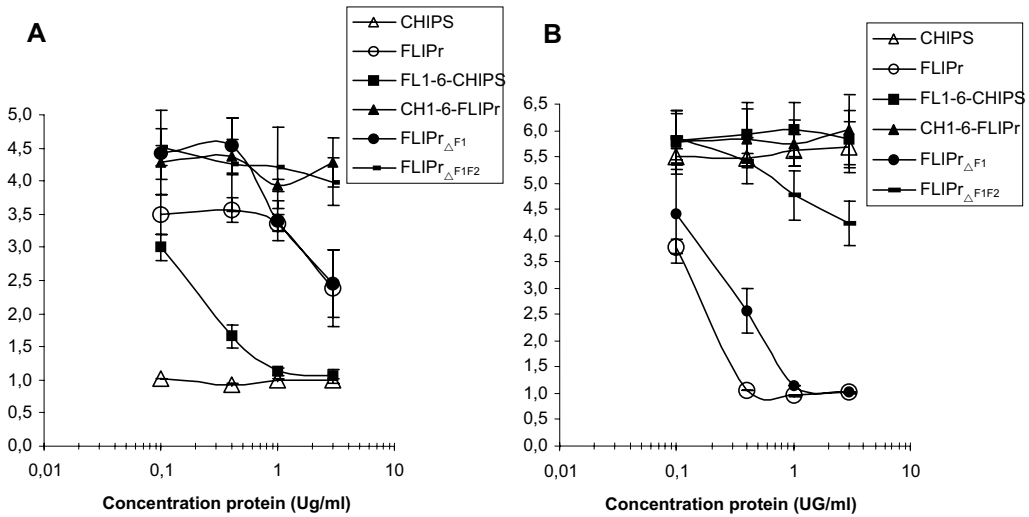 A
CHIPS
FLIPr
FL1-6-CHIPS
CH1-6-FLIPr
FLIPr△F1
FLIPr△F1F2
5,0
4,5
4,0
3,5
3,0
2,5
2,0
1,5
1,0
0,5
0,0
0,01
0,1
1
10
Concentration protein (Ug/ml)
B
CHIPS
FLIPr
FL1-6-CHIPS
CH1-6-FLIPr
FLIPr△F1
FLIPr△F1F2
6,5
6,0
5,5
5,0
4,5
4,0
3,5
3,0
2,5
2,0
1,5
1,0
0,5
0,0
0,01
0,1
1
10
Concentration protein (UG/ml)